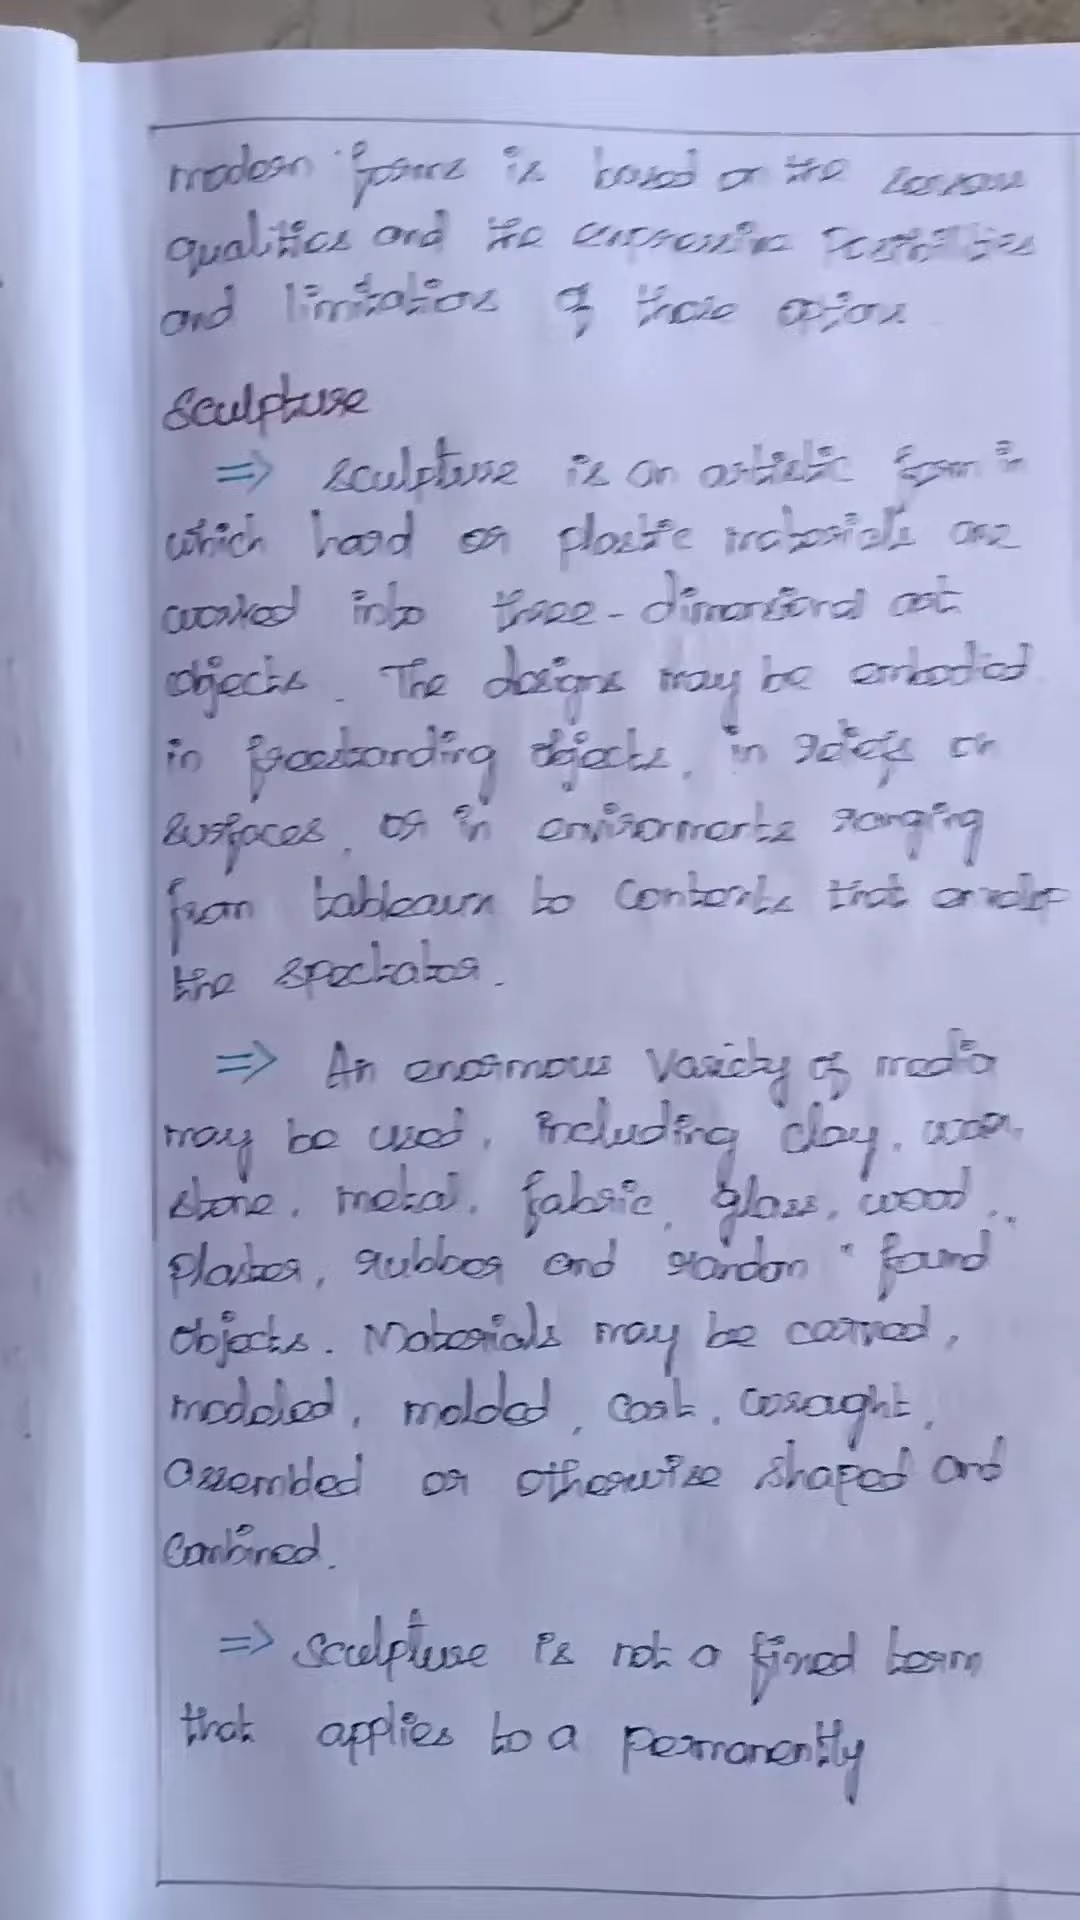 modern forms is based on the sensous
qualities and the expressive possibilities
and limitations of these options
Sculpture
=> Sculpture is an artistic form in
which hard or plastic materials are
worked into three-dimensional art
objects. The designs may be embodied
in freestanding objects, in reliefs on
surfaces, or in environments ranging
from tableaux to contents that envelop
the spectator.
=> An enormous Variety of media
may be used, including clay, wax,
stone, metal, fabric, glass, wood,
Plaster, rubber and random "found"
Objects. Materials may be carved,
modeled, molded, cast, wraught,
assembled or otherwise shaped and
Combined.
=> Sculpture is not a fixed term
that applies to a Permanently